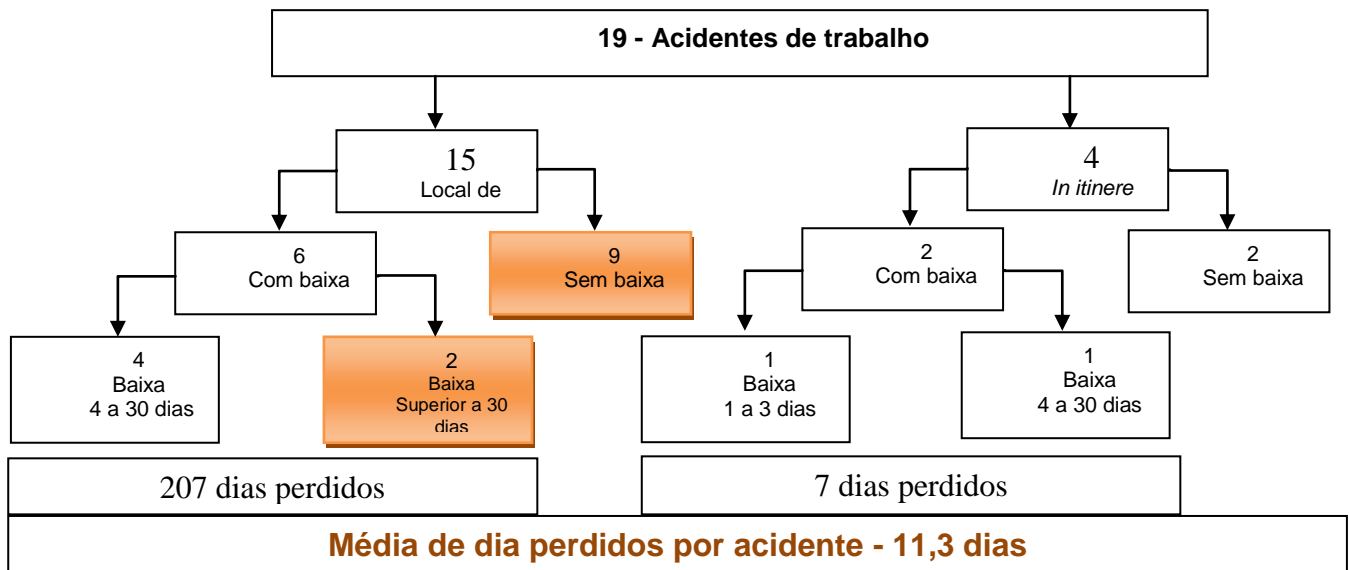 19 - Acidentes de trabalho
15
Local de
4
In itinere
6
Com baixa
9
Sem baixa
2
Com baixa
2
Sem baixa
4
Baixa
4 a 30 dias
2
Baixa
Superior a 30
dias
1
Baixa
1 a 3 dias
1
Baixa
4 a 30 dias
207 dias perdidos
7 dias perdidos
Média de dia perdidos por acidente - 11,3 dias